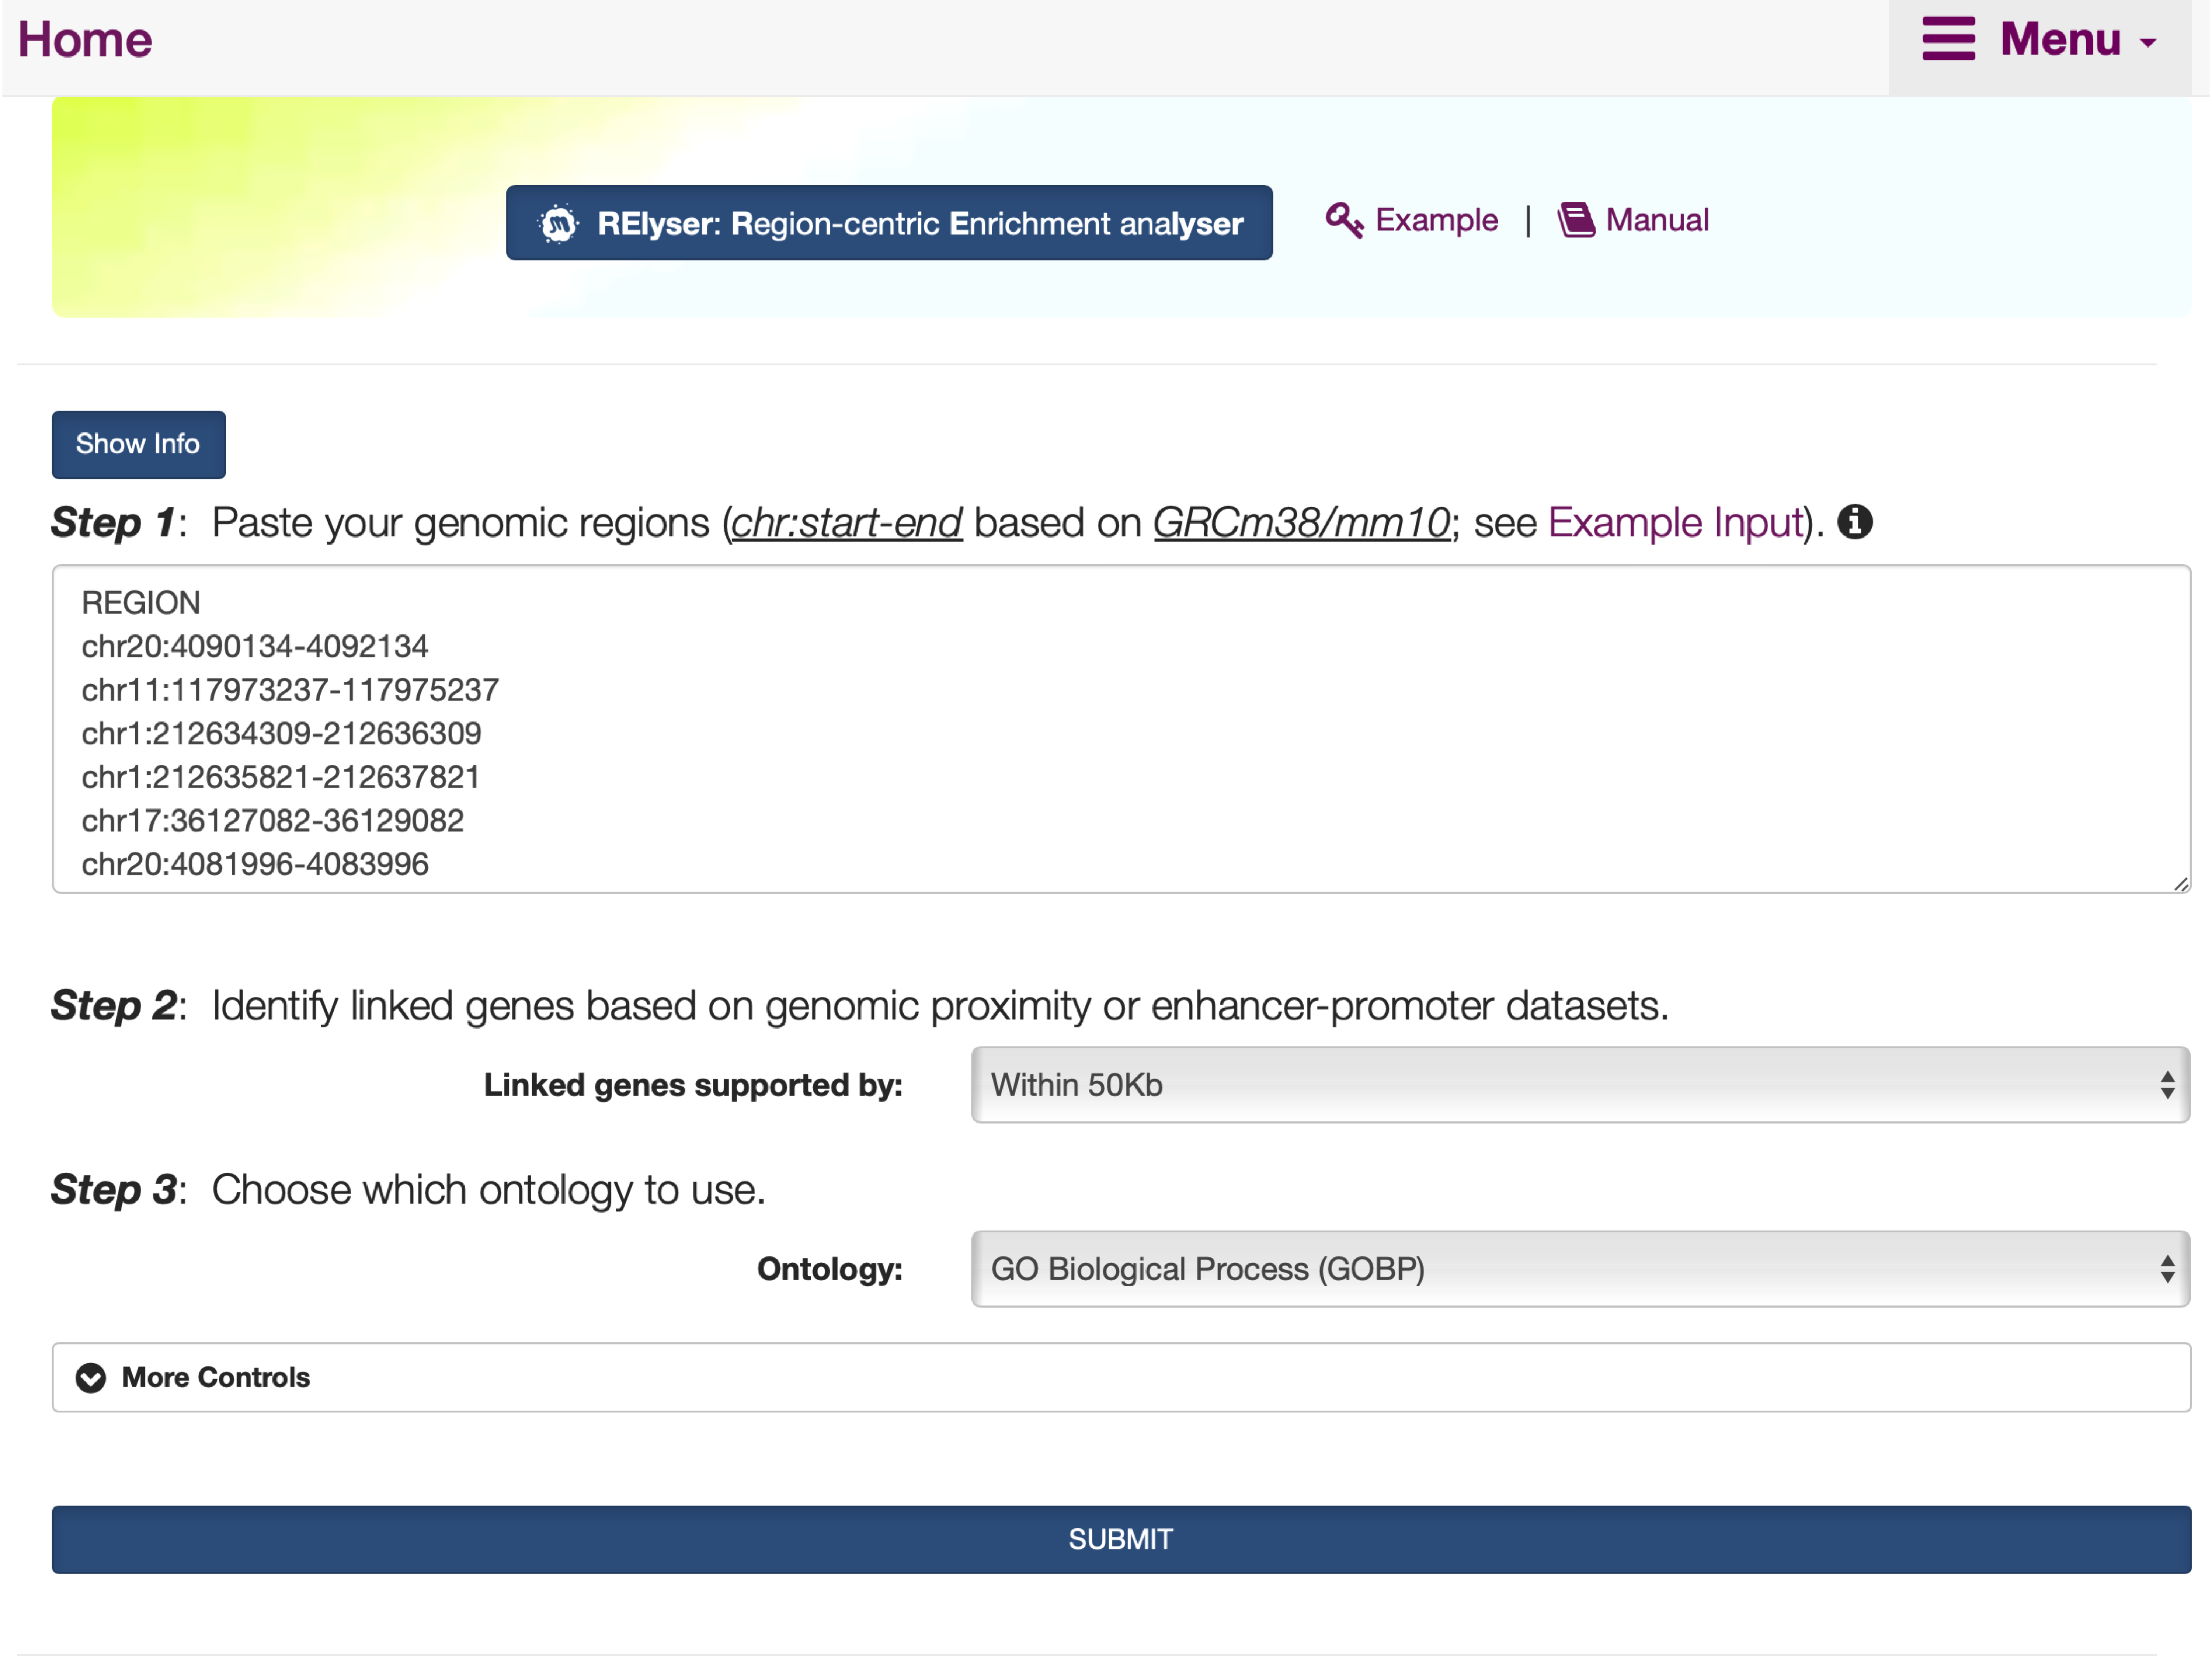 Home
Menu
RElyser: Region-centric Enrichment analyser
Example | Manual
Show Info
Step 1: Paste your genomic regions (chr:start-end based on GRCm38/mm10; see Example Input).
REGION
chr20:4090134-4092134
chr11:117973237-117975237
chr1:212634309-212636309
chr1:212635821-212637821
chr17:36127082-36129082
chr20:4081996-4083996
Step 2: Identify linked genes based on genomic proximity or enhancer-promoter datasets.
Linked genes supported by: Within 50Kb
Step 3: Choose which ontology to use.
Ontology: GO Biological Process (GOBP)
More Controls
SUBMIT